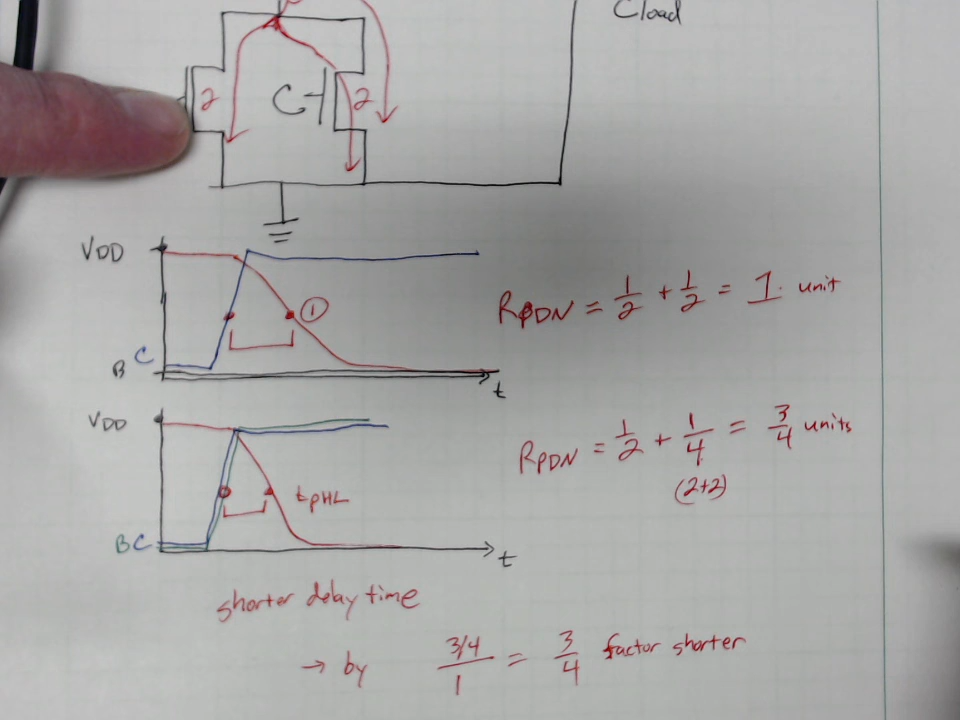 Cload
2 C 2
VDD
①
RPDN = 1/2 + 1/2 = 1 unit
B C
t
VDD
RPDN = 1/2 + 1/4 = 3/4 units
(2+2)
tpHL
BC
t
shorter delay time
→ by 3/4 / 1 = 3/4 factor shorter